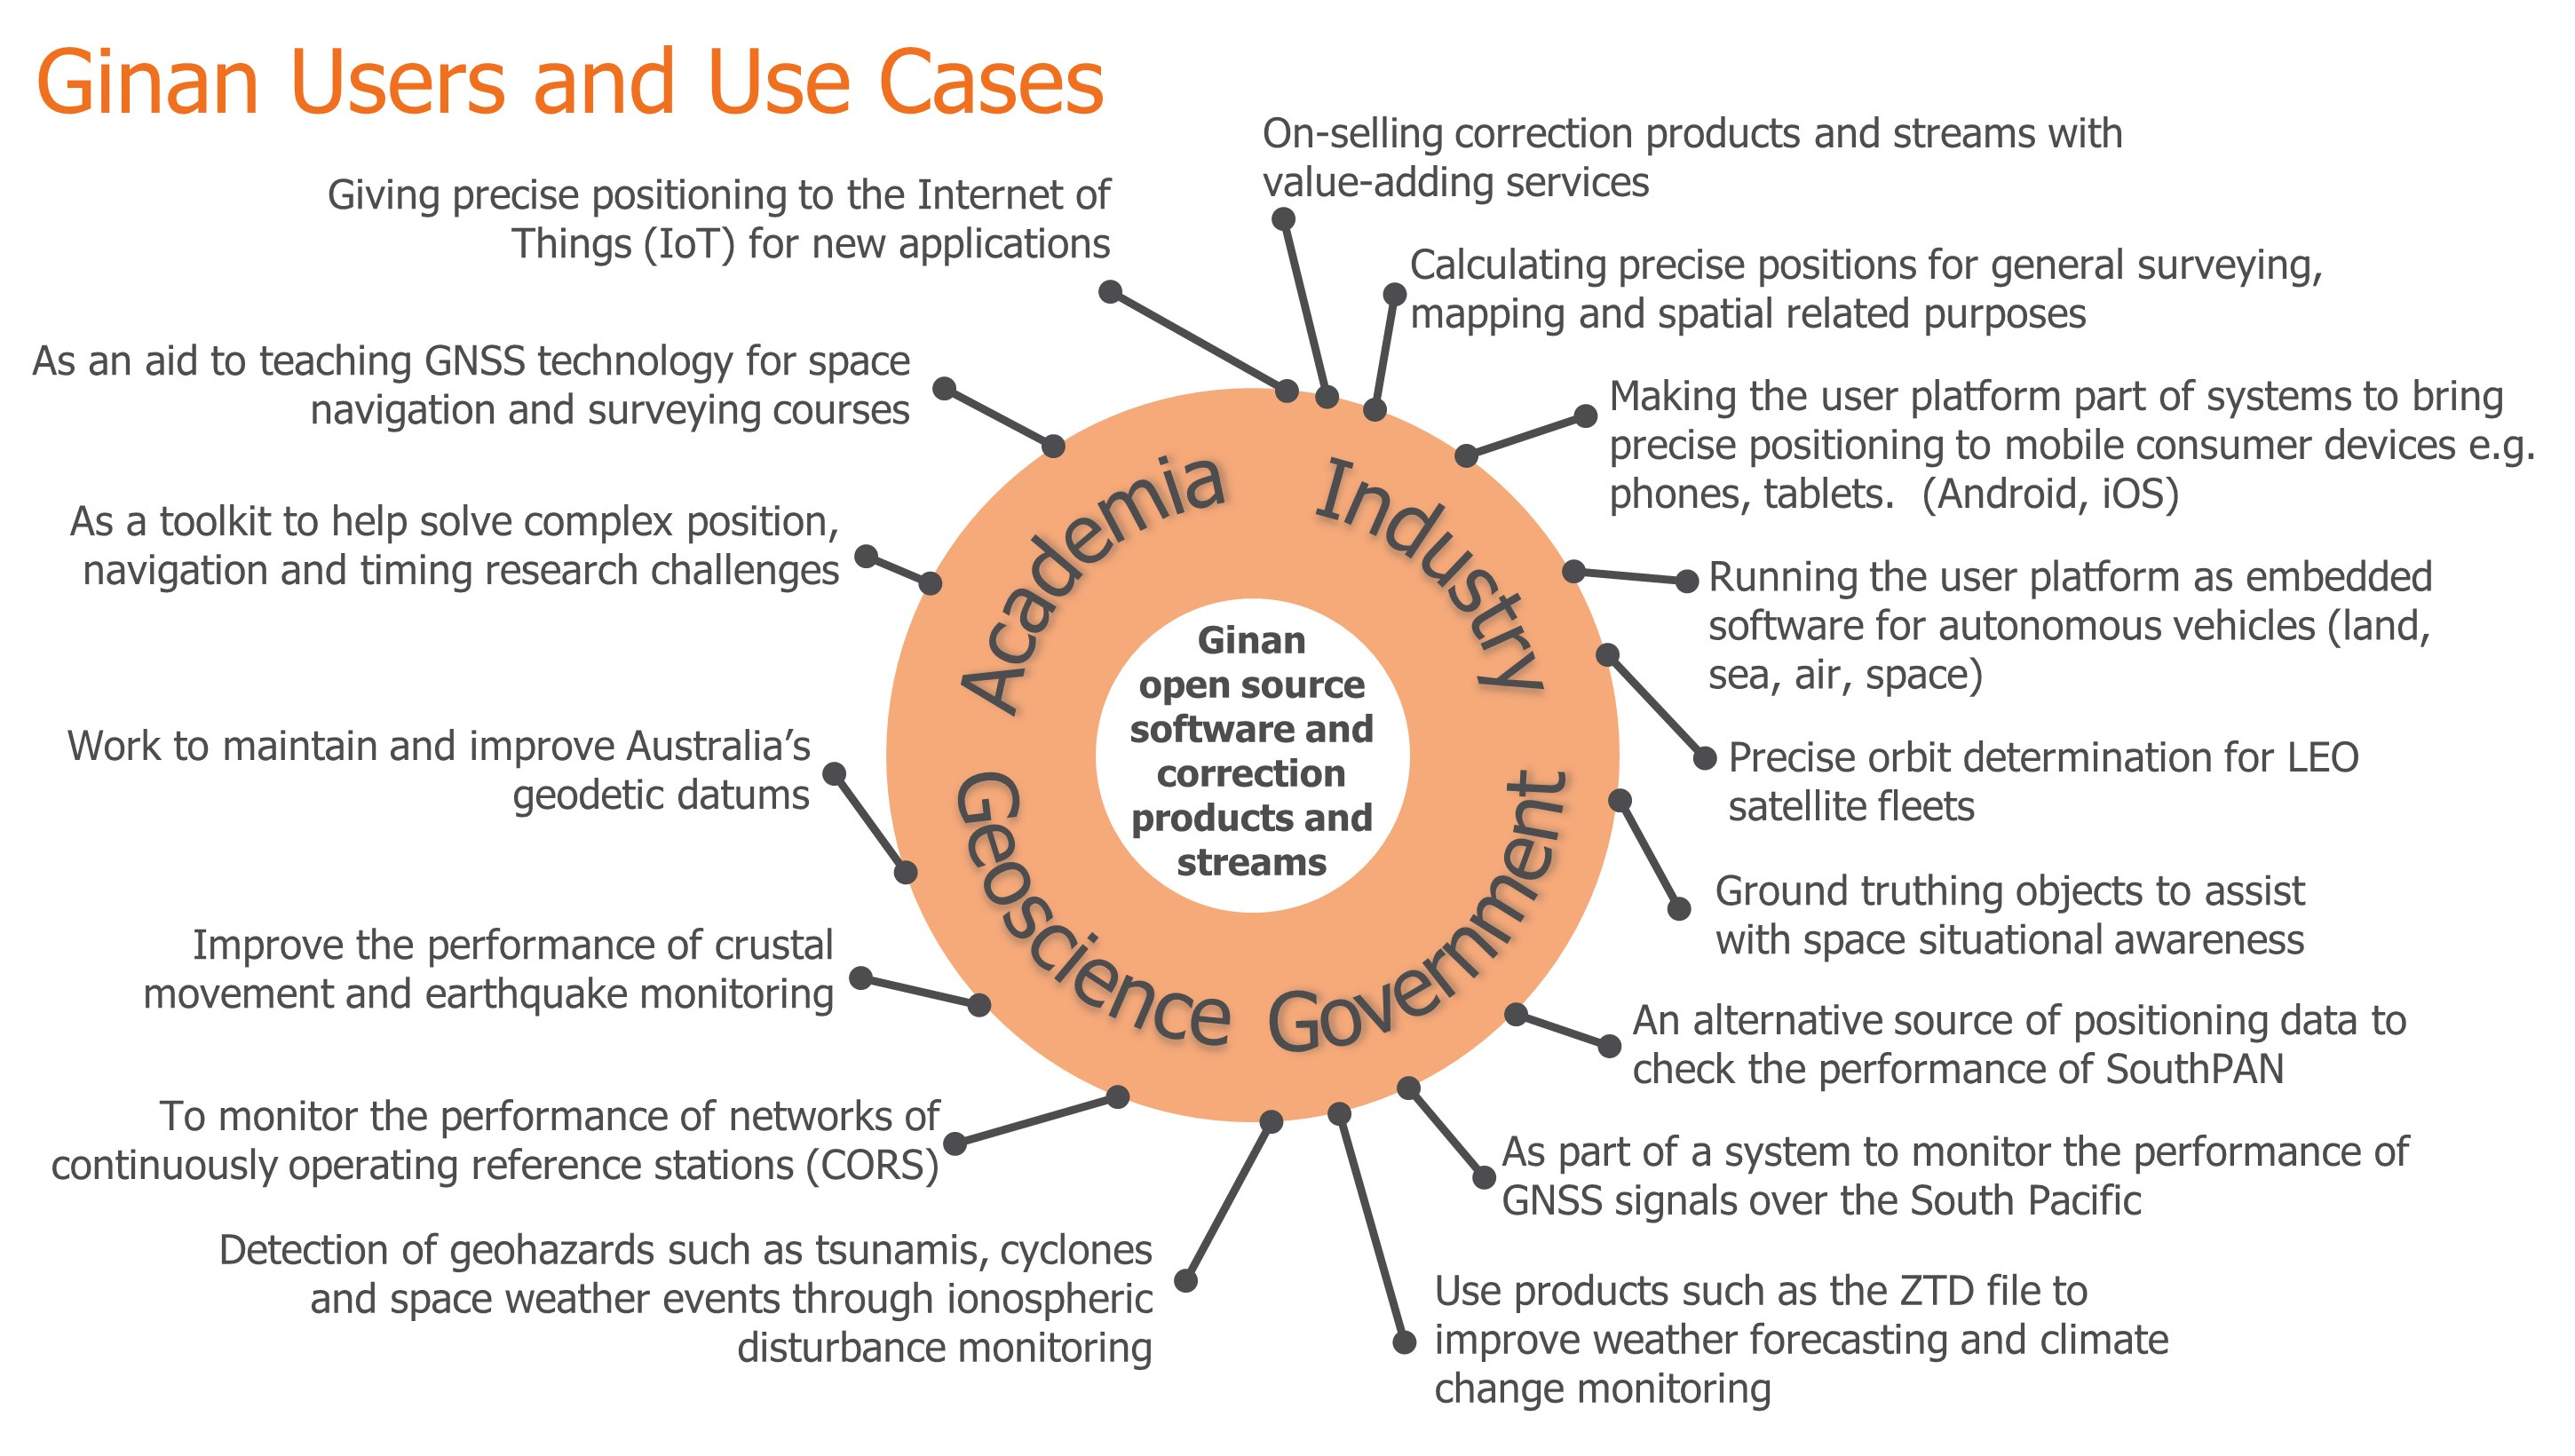 Ginan Users and Use Cases
On-selling correction products and streams with
value-adding services
Giving precise positioning to the Internet of
Things (IoT) for new applications
Calculating precise positions for general surveying,
mapping and spatial related purposes
As an aid to teaching GNSS technology for space
navigation and surveying courses
Making the user platform part of systems to bring
precise positioning to mobile consumer devices e.g.
phones, tablets.  (Android, iOS)
As a toolkit to help solve complex position,
navigation and timing research challenges
Running the user platform as embedded
software for autonomous vehicles (land,
sea, air, space)
Academia
Industry
Ginan
open source
software and
correction
products and
streams
Geoscience
Government
Work to maintain and improve Australia’s
geodetic datums
Precise orbit determination for LEO
satellite fleets
Ground truthing objects to assist
with space situational awareness
Improve the performance of crustal
movement and earthquake monitoring
An alternative source of positioning data to
check the performance of SouthPAN
To monitor the performance of networks of
continuously operating reference stations (CORS)
As part of a system to monitor the performance of
GNSS signals over the South Pacific
Detection of geohazards such as tsunamis, cyclones
and space weather events through ionospheric
disturbance monitoring
Use products such as the ZTD file to
improve weather forecasting and climate
change monitoring